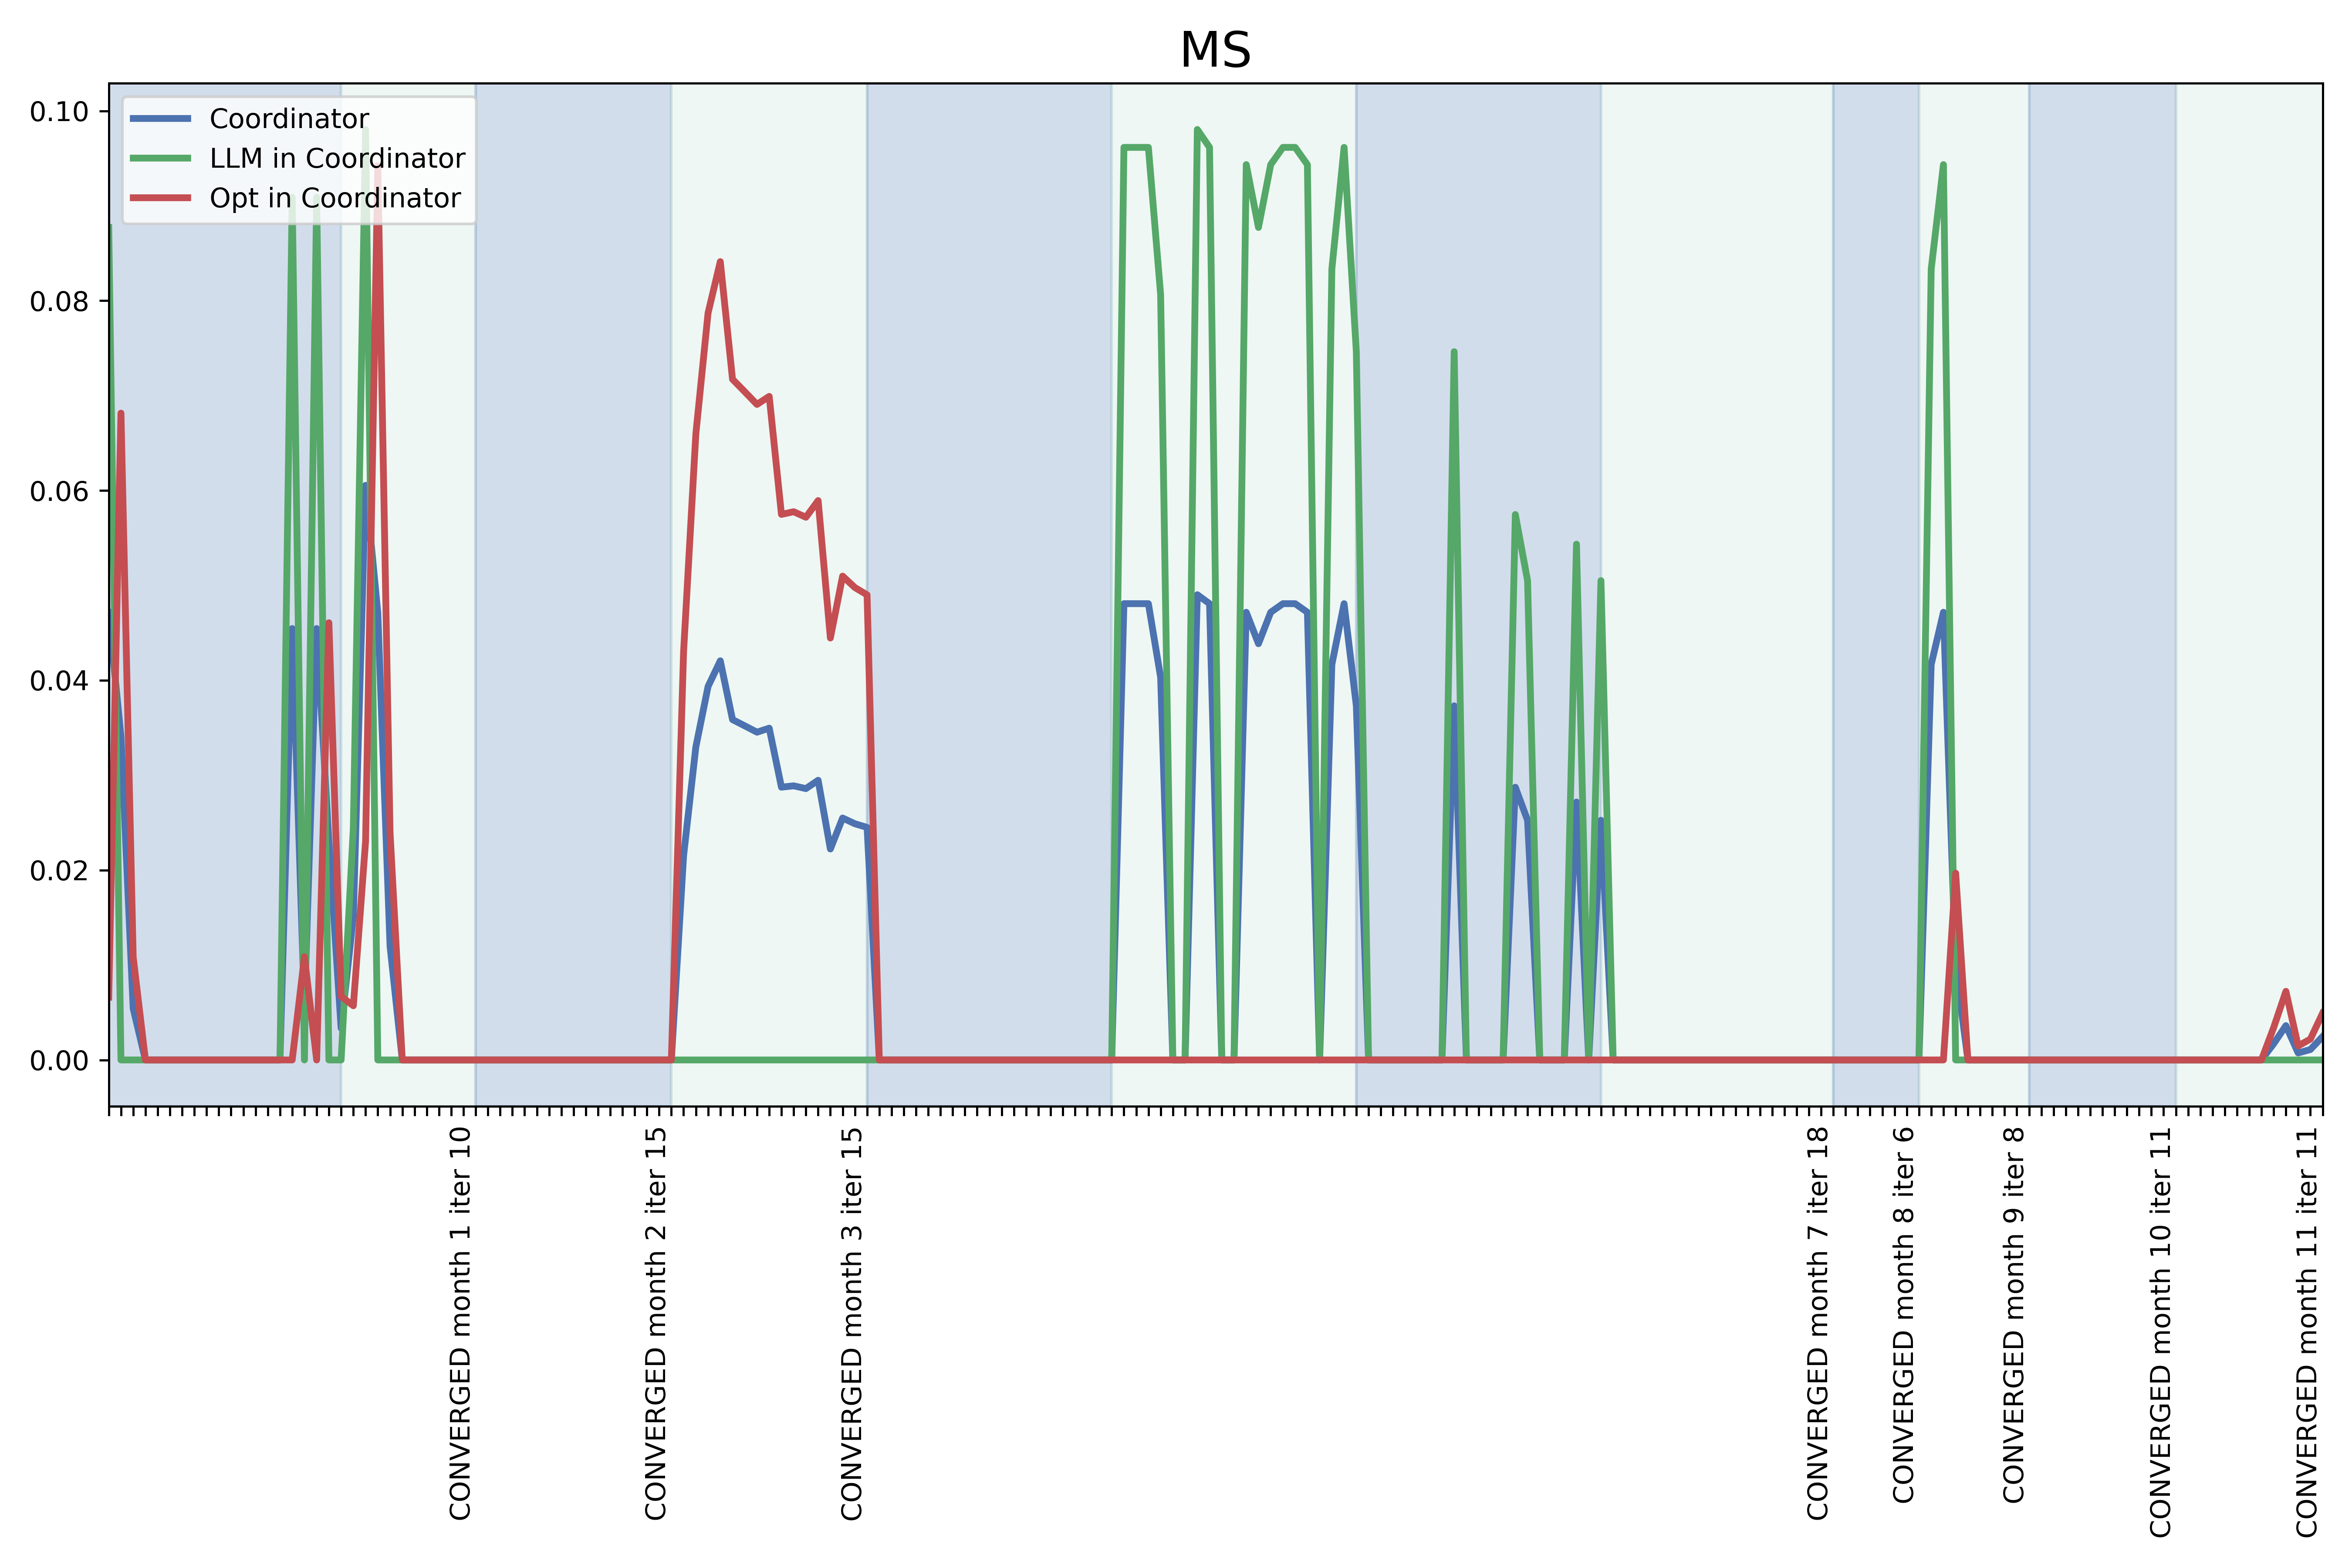 MS
0.10
0.08
0.06
0.04
0.02
0.00
Coordinator
LLM in Coordinator
Opt in Coordinator
CONVERGED month 1 iter 10
CONVERGED month 2 iter 15
CONVERGED month 3 iter 15
CONVERGED month 7 iter 18
CONVERGED month 8 iter 6
CONVERGED month 9 iter 8
CONVERGED month 10 iter 11
CONVERGED month 11 iter 11